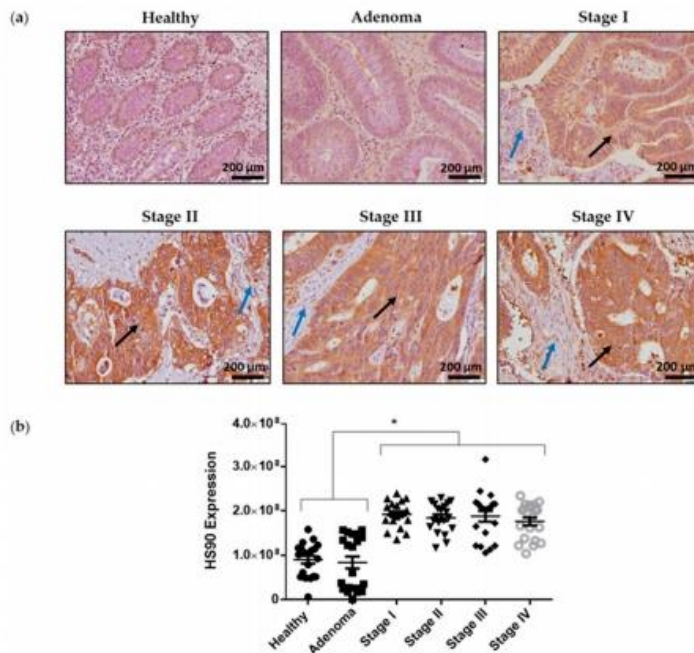 (a)
Healthy
Adenoma
Stage I
200 µm
200 µm
200 µm
Stage II
Stage III
Stage IV
200 µm
200 µm
200 µm
(b)
*
HS90 Expression
4.0×10⁸
3.0×10⁸
2.0×10⁸
1.0×10⁸
0
Healthy
Adenoma
Stage I
Stage II
Stage III
Stage IV